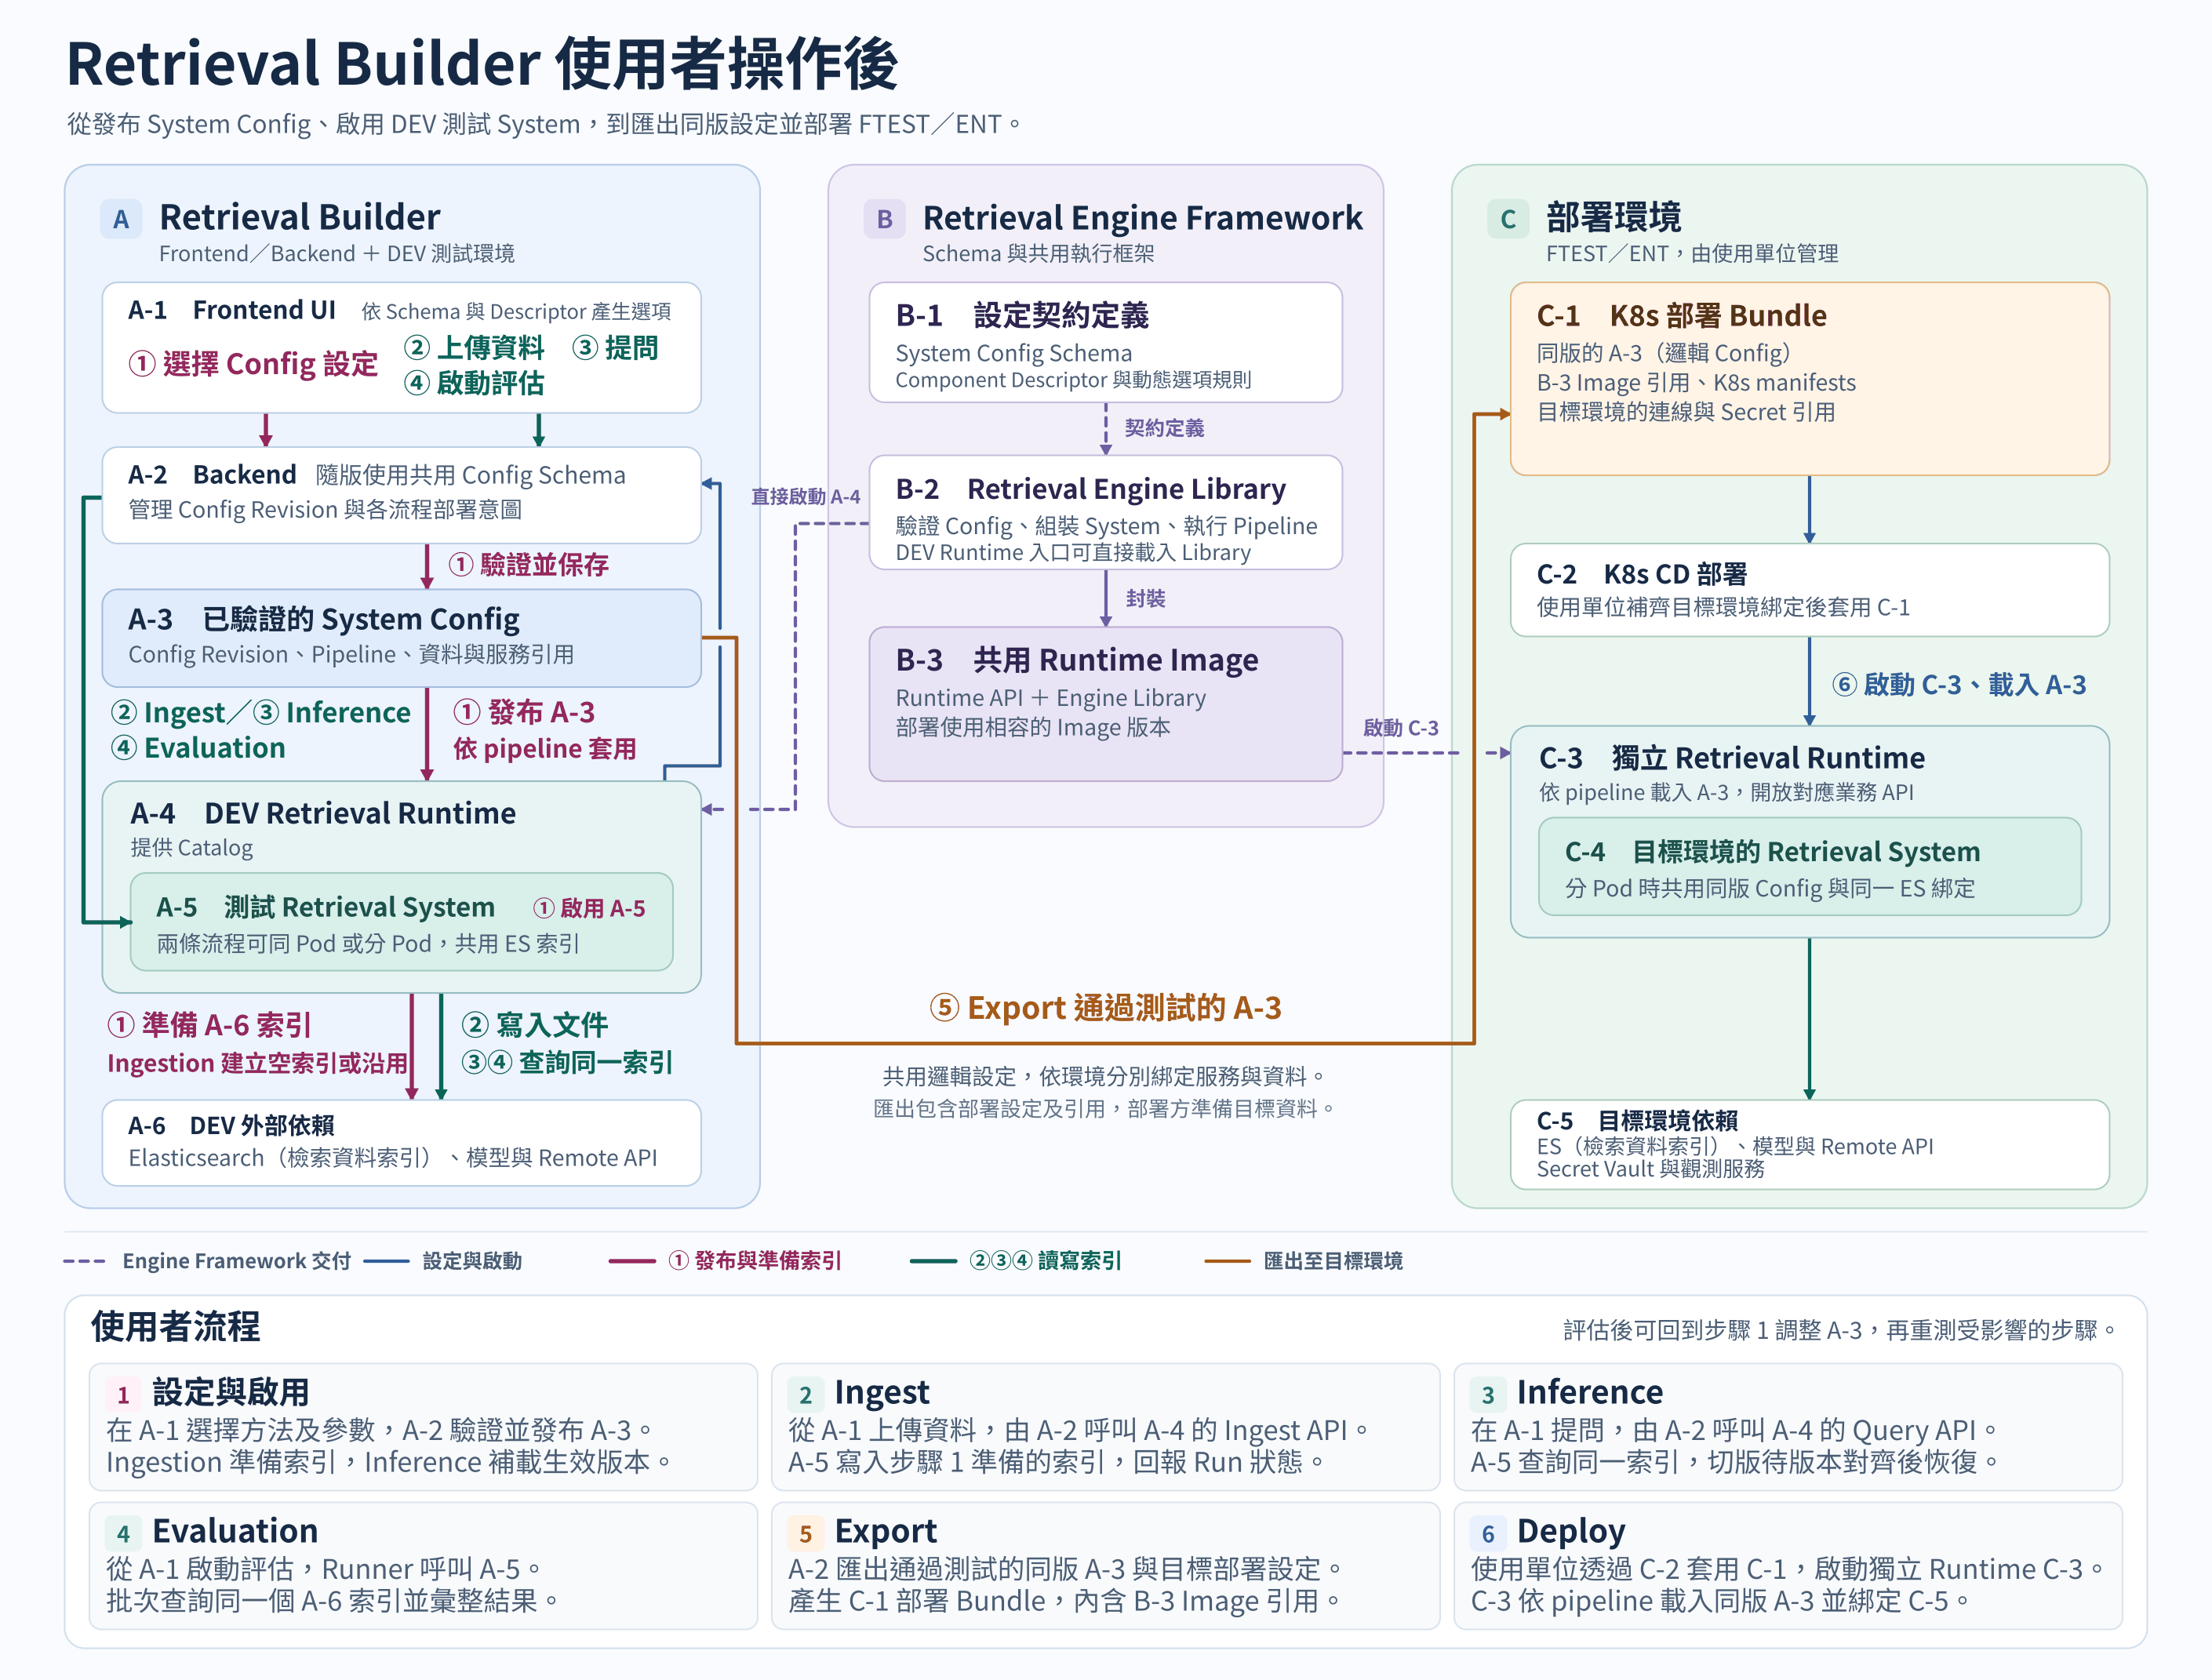 Retrieval Builder 使用者操作後
從發布 System Config、啟用 DEV 測試 System，到匯出同版設定並部署 FTEST／ENT。
A Retrieval Builder
Frontend／Backend ＋ DEV 測試環境
A-1 Frontend UI 依 Schema 與 Descriptor 產生選項
① 選擇 Config 設定
② 上傳資料 ③ 提問
④ 啟動評估
A-2 Backend 隨版使用共用 Config Schema
管理 Config Revision 與各流程部署意圖
① 驗證並保存
A-3 已驗證的 System Config
Config Revision、Pipeline、資料與服務引用
② Ingest／③ Inference
④ Evaluation
① 發布 A-3
依 pipeline 套用
A-4 DEV Retrieval Runtime
提供 Catalog
A-5 測試 Retrieval System ① 啟用 A-5
兩條流程可同 Pod 或分 Pod，共用 ES 索引
① 準備 A-6 索引
Ingestion 建立空索引或沿用
② 寫入文件
③④ 查詢同一索引
A-6 DEV 外部依賴
Elasticsearch（檢索資料索引）、模型與 Remote API
B Retrieval Engine Framework
Schema 與共用執行框架
B-1 設定契約定義
System Config Schema
Component Descriptor 與動態選項規則
契約定義
直接啟動 A-4
B-2 Retrieval Engine Library
驗證 Config、組裝 System、執行 Pipeline
DEV Runtime 入口可直接載入 Library
封裝
B-3 共用 Runtime Image
Runtime API ＋ Engine Library
部署使用相容的 Image 版本
啟動 C-3
⑤ Export 通過測試的 A-3
共用邏輯設定，依環境分別綁定服務與資料。
匯出包含部署設定及引用，部署方準備目標資料。
C 部署環境
FTEST／ENT，由使用單位管理
C-1 K8s 部署 Bundle
同版的 A-3（邏輯 Config）
B-3 Image 引用、K8s manifests
目標環境的連線與 Secret 引用
C-2 K8s CD 部署
使用單位補齊目標環境綁定後套用 C-1
⑥ 啟動 C-3、載入 A-3
C-3 獨立 Retrieval Runtime
依 pipeline 載入 A-3，開放對應業務 API
C-4 目標環境的 Retrieval System
分 Pod 時共用同版 Config 與同一 ES 綁定
C-5 目標環境依賴
ES（檢索資料索引）、模型與 Remote API
Secret Vault 與觀測服務
Engine Framework 交付
設定與啟動
① 發布與準備索引
②③④ 讀寫索引
匯出至目標環境
使用者流程
評估後可回到步驟 1 調整 A-3，再重測受影響的步驟。
1 設定與啟用
在 A-1 選擇方法及參數，A-2 驗證並發布 A-3。
Ingestion 準備索引，Inference 補載生效版本。
2 Ingest
從 A-1 上傳資料，由 A-2 呼叫 A-4 的 Ingest API。
A-5 寫入步驟 1 準備的索引，回報 Run 狀態。
3 Inference
在 A-1 提問，由 A-2 呼叫 A-4 的 Query API。
A-5 查詢同一索引，切版待版本對齊後恢復。
4 Evaluation
從 A-1 啟動評估，Runner 呼叫 A-5。
批次查詢同一個 A-6 索引並彙整結果。
5 Export
A-2 匯出通過測試的同版 A-3 與目標部署設定。
產生 C-1 部署 Bundle，內含 B-3 Image 引用。
6 Deploy
使用單位透過 C-2 套用 C-1，啟動獨立 Runtime C-3。
C-3 依 pipeline 載入同版 A-3 並綁定 C-5。